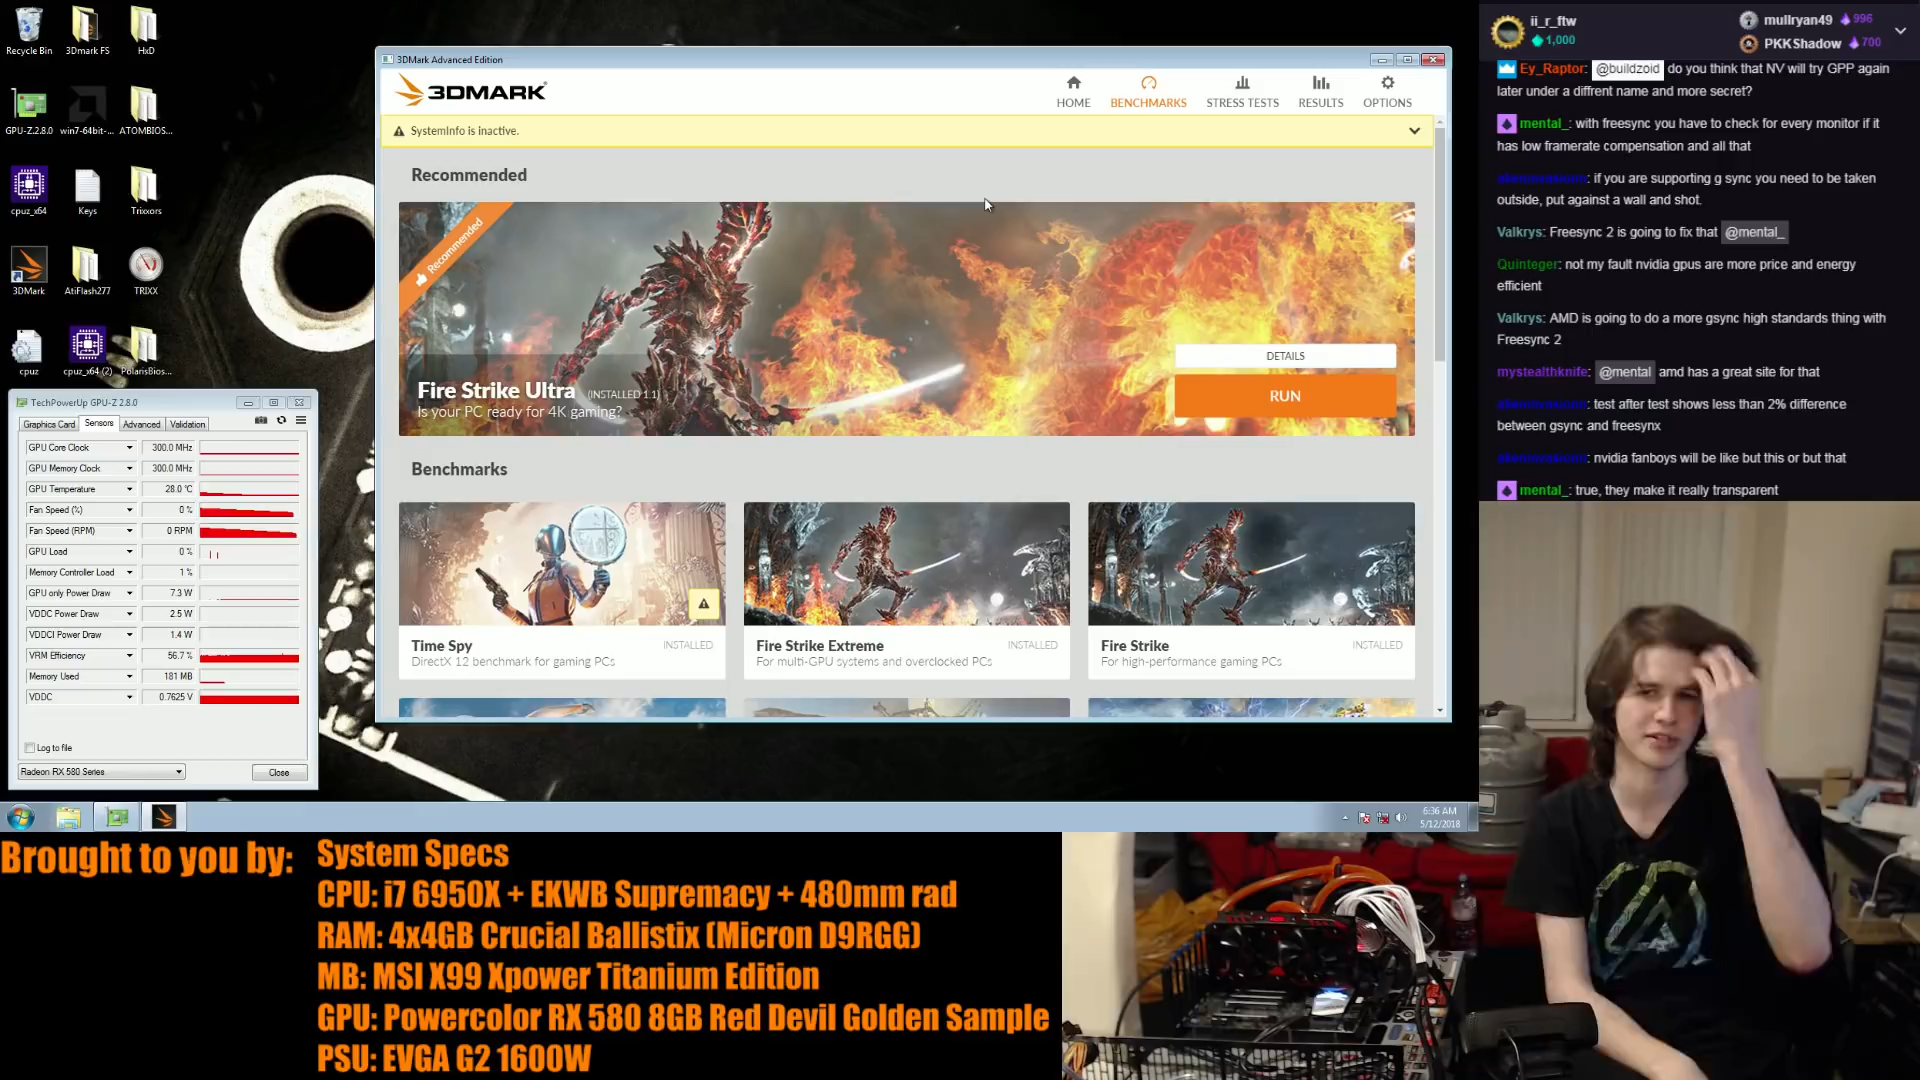 Recycle Bin
3Dmark FS
HxD
GPU-Z.2.8.0
win7-64bit-...
ATOMBIOS...
cpuz_x64
Keys
Trixxors
3DMark
AtiFlash277
TRIXX
cpuz
cpuz_x64 (2)
PolarisBios...
TechPowerUp GPU-Z 2.8.0
Graphics Card
Sensors
Advanced
Validation
GPU Core Clock 300.0 MHz
GPU Memory Clock 300.0 MHz
GPU Temperature 28.0 °C
Fan Speed (%) 0 %
Fan Speed (RPM) 0 RPM
GPU Load 0 %
Memory Controller Load 1 %
GPU only Power Draw 7.3 W
VDDC Power Draw 2.5 W
VDDCI Power Draw 1.4 W
VRM Efficiency 56.7 %
Memory Used 181 MB
VDDC 0.7625 V
Log to file
Radeon RX 580 Series
Close
3DMark Advanced Edition
3DMARK
HOME
BENCHMARKS
STRESS TESTS
RESULTS
OPTIONS
SystemInfo is inactive.
Recommended
Recommended
Fire Strike Ultra (INSTALLED 1.1)
Is your PC ready for 4K gaming?
DETAILS
RUN
Benchmarks
Time Spy INSTALLED
DirectX 12 benchmark for gaming PCs
Fire Strike Extreme INSTALLED
For multi-GPU systems and overclocked PCs
Fire Strike INSTALLED
For high-performance gaming PCs
6:36 AM
5/12/2018
ii_r_ftw
1,000
mullryan49 996
PKKShadow 700
Ey_Raptor: @buildzoid do you think that NV will try GPP again
later under a diffrent name and more secret?
mental_: with freesync you have to check for every monitor if it
has low framerate compensation and all that
: if you are supporting g sync you need to be taken
outside, put against a wall and shot.
Valkrys: Freesync 2 is going to fix that @mental_
Quinteger: not my fault nvidia gpus are more price and energy
efficient
Valkrys: AMD is going to do a more gsync high standards thing with
Freesync 2
mystealthknife: @mental amd has a great site for that
: test after test shows less than 2% difference
between gsync and freesynx
: nvidia fanboys will be like but this or but that
mental_: true, they make it really transparent
Brought to you by:
System Specs
CPU: i7 6950X + EKWB Supremacy + 480mm rad
RAM: 4x4GB Crucial Ballistix (Micron D9RGG)
MB: MSI X99 Xpower Titanium Edition
GPU: Powercolor RX 580 8GB Red Devil Golden Sample
PSU: EVGA G2 1600W